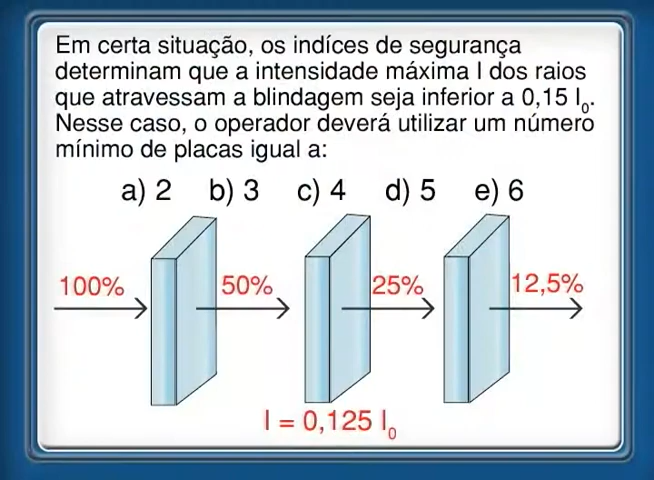 Em certa situação, os indíces de segurança
determinam que a intensidade máxima I dos raios
que atravessam a blindagem seja inferior a 0,15 I₀.
Nesse caso, o operador deverá utilizar um número
mínimo de placas igual a:
a) 2 b) 3 c) 4 d) 5 e) 6
100% 50% 25% 12,5%
I = 0,125 I₀